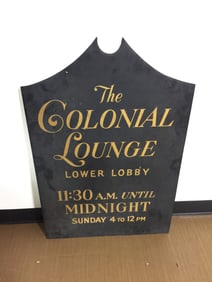 The
COLONIAL
LOUNGE
LOWER LOBBY
11:30 A.M. UNTIL
MIDNIGHT
SUNDAY 4 TO 12 PM